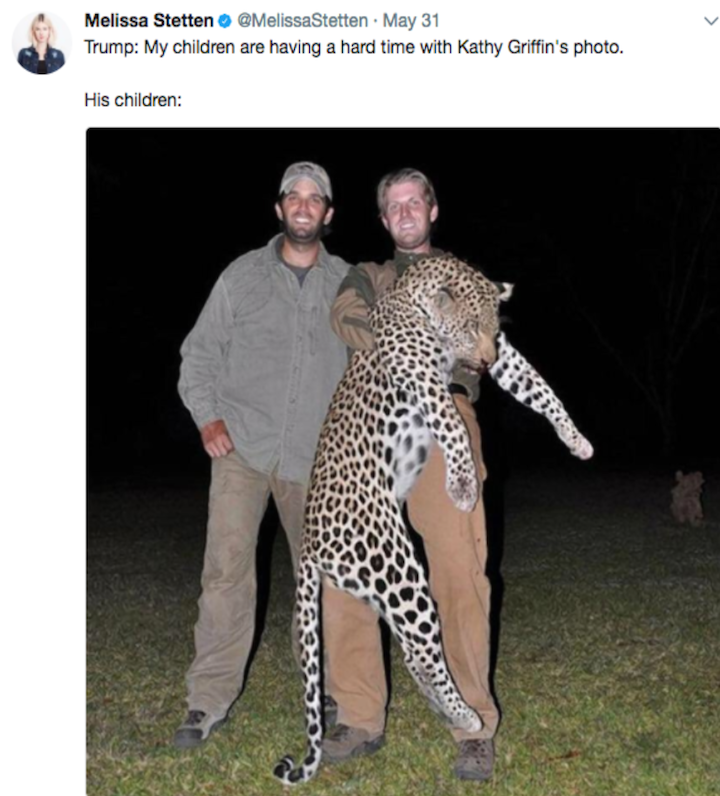 Melissa Stetten @MelissaStetten · May 31
Trump: My children are having a hard time with Kathy Griffin's photo.
His children: